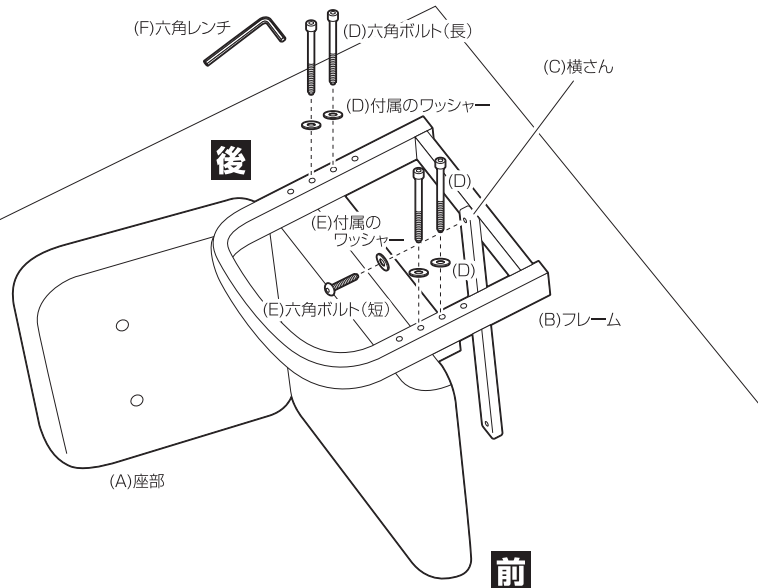 (F)六角レンチ
(D)六角ボルト(長)
(C)横さん
(D)付属のワッシャー
後
(D)
(E)付属の
ワッシャー
(D)
(E)六角ボルト(短)
(B)フレーム
(A)座部
前